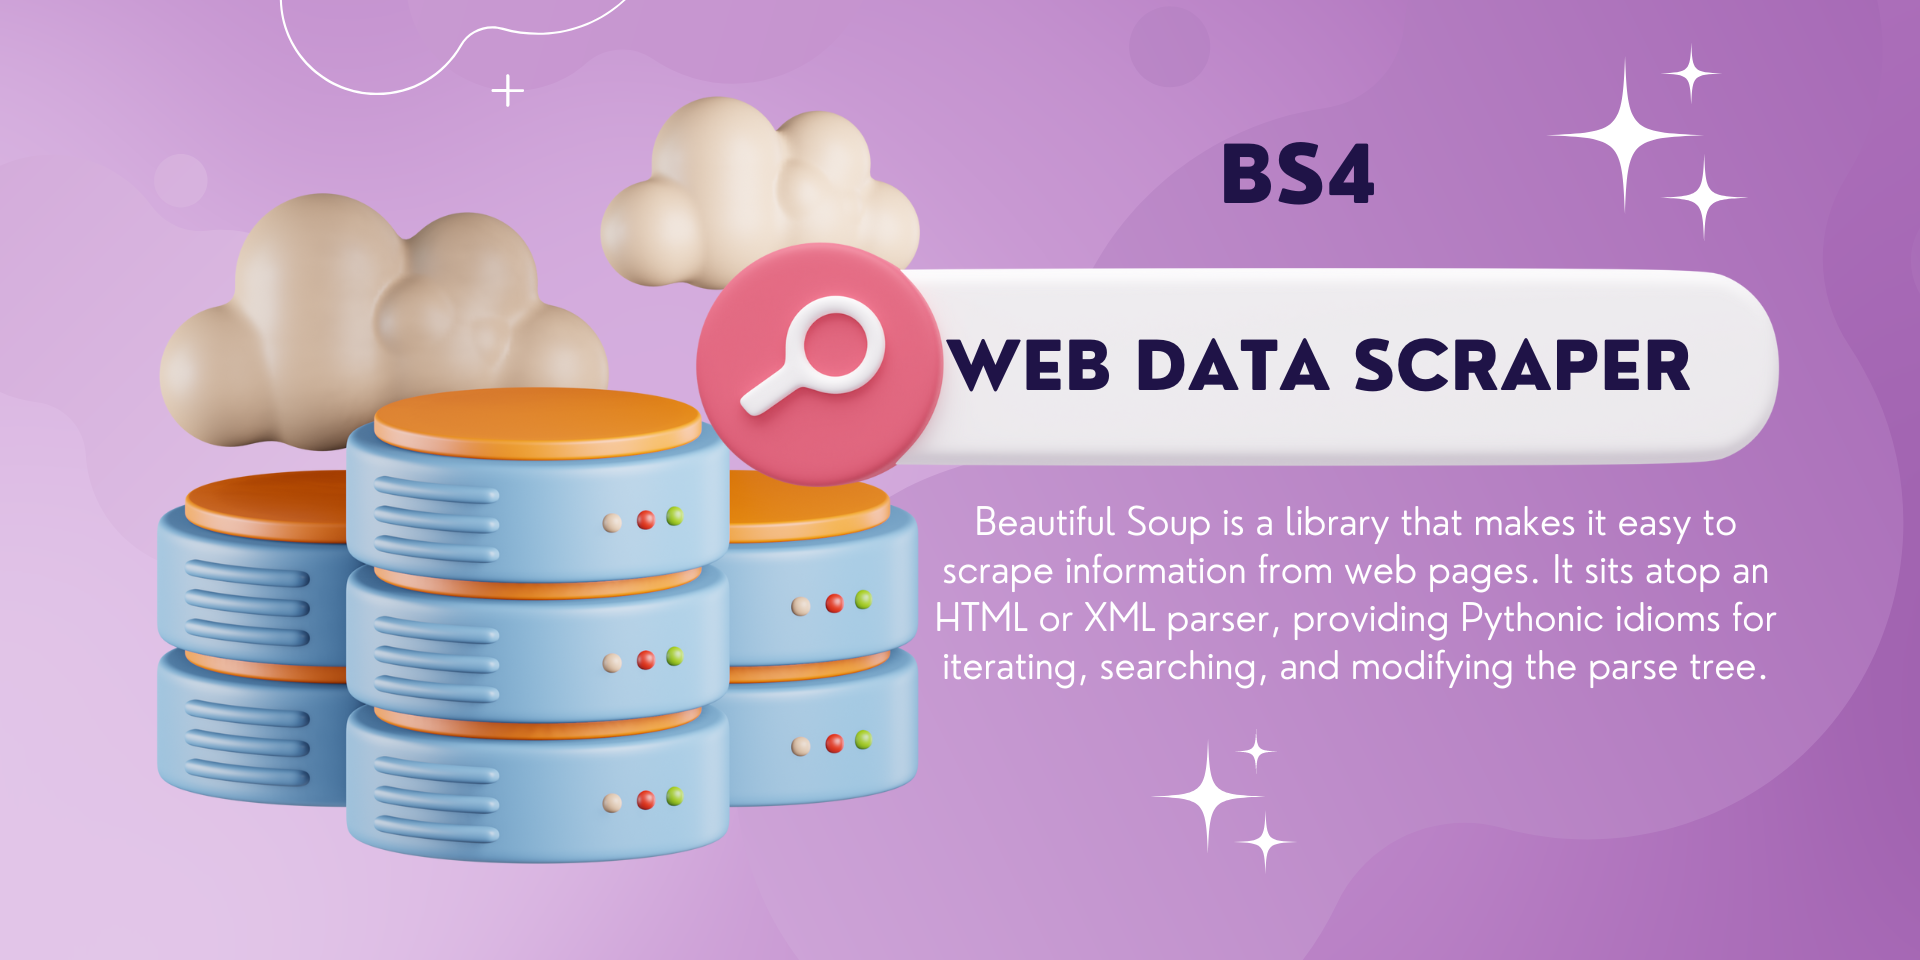 BS4
WEB DATA SCRAPER
Beautiful Soup is a library that makes it easy to
scrape information from web pages. It sits atop an
HTML or XML parser, providing Pythonic idioms for
iterating, searching, and modifying the parse tree.